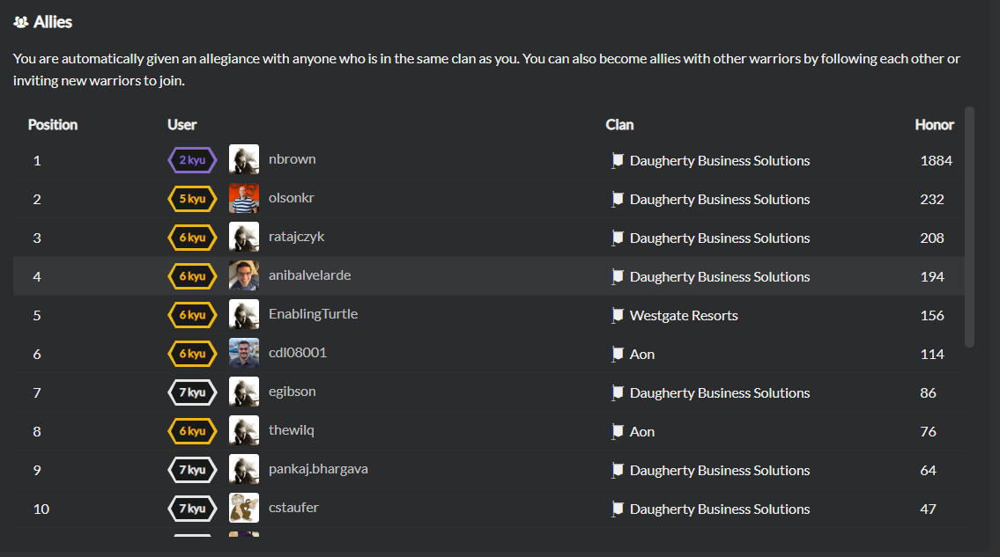 Allies
You are automatically given an allegiance with anyone who is in the same clan as you. You can also become allies with other warriors by following each other or
inviting new warriors to join.
Position User Clan Honor
1 2 kyu nbrown Daugherty Business Solutions 1884
2 5 kyu olsonkr Daugherty Business Solutions 232
3 6 kyu ratajczyk Daugherty Business Solutions 208
4 6 kyu anibalvelarde Daugherty Business Solutions 194
5 6 kyu EnablingTurtle Westgate Resorts 156
6 6 kyu cdl08001 Aon 114
7 7 kyu egibson Daugherty Business Solutions 86
8 6 kyu thewilq Aon 76
9 7 kyu pankaj.bhargava Daugherty Business Solutions 64
10 7 kyu cstaufer Daugherty Business Solutions 47